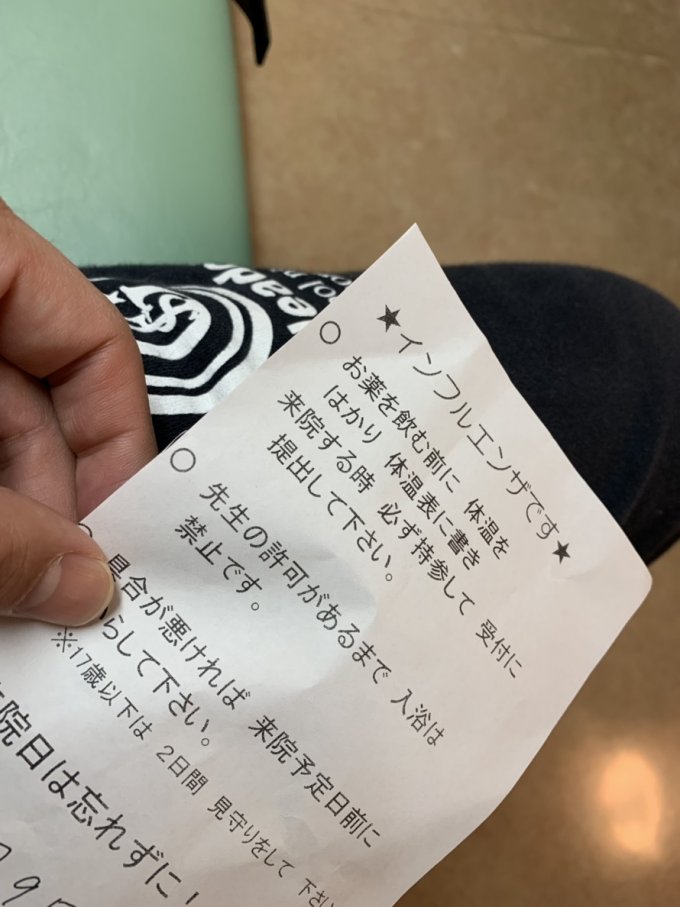 ★インフルエンザです★
○ お薬を飲む前に 体温を
はかり 体温表に書き
来院する時 必ず持参して 受付に
提出して下さい。
○ 先生の許可があるまで 入浴は
禁止です。
具合が悪ければ 来院予定日前に
らして下さい。
※17歳以下は 2日間 見守りをして 下さい
院日は忘れずに!